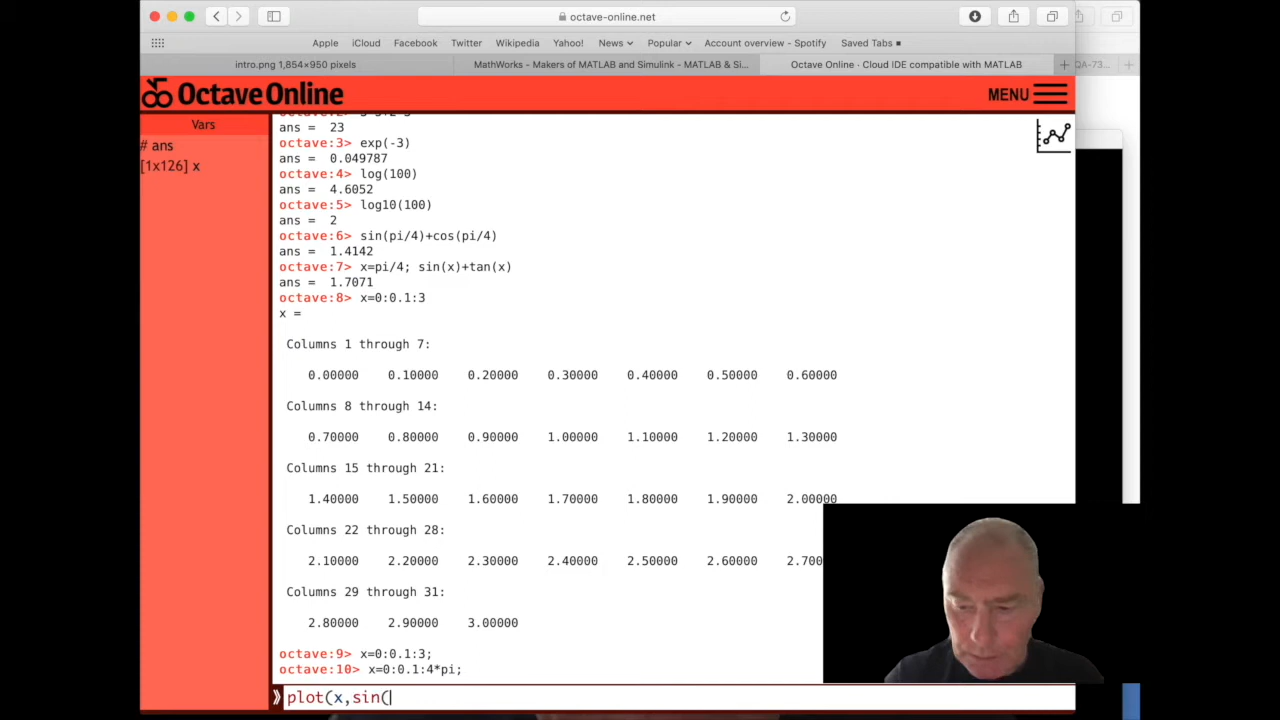 octave-online.net
Apple iCloud Facebook Twitter Wikipedia Yahoo! News Popular Account overview - Spotify Saved Tabs
intro.png 1,854×950 pixels MathWorks - Makers of MATLAB and Simulink - MATLAB & Si... Octave Online · Cloud IDE compatible with MATLAB QA-73...
Octave Online MENU
Vars
# ans
[1x126] x
ans = 23
octave:3> exp(-3)
ans = 0.049787
octave:4> log(100)
ans = 4.6052
octave:5> log10(100)
ans = 2
octave:6> sin(pi/4)+cos(pi/4)
ans = 1.4142
octave:7> x=pi/4; sin(x)+tan(x)
ans = 1.7071
octave:8> x=0:0.1:3
x =
Columns 1 through 7:
0.00000 0.10000 0.20000 0.30000 0.40000 0.50000 0.60000
Columns 8 through 14:
0.70000 0.80000 0.90000 1.00000 1.10000 1.20000 1.30000
Columns 15 through 21:
1.40000 1.50000 1.60000 1.70000 1.80000 1.90000 2.00000
Columns 22 through 28:
2.10000 2.20000 2.30000 2.40000 2.50000 2.60000 2.700
Columns 29 through 31:
2.80000 2.90000 3.00000
octave:9> x=0:0.1:3;
octave:10> x=0:0.1:4*pi;
plot(x,sin(